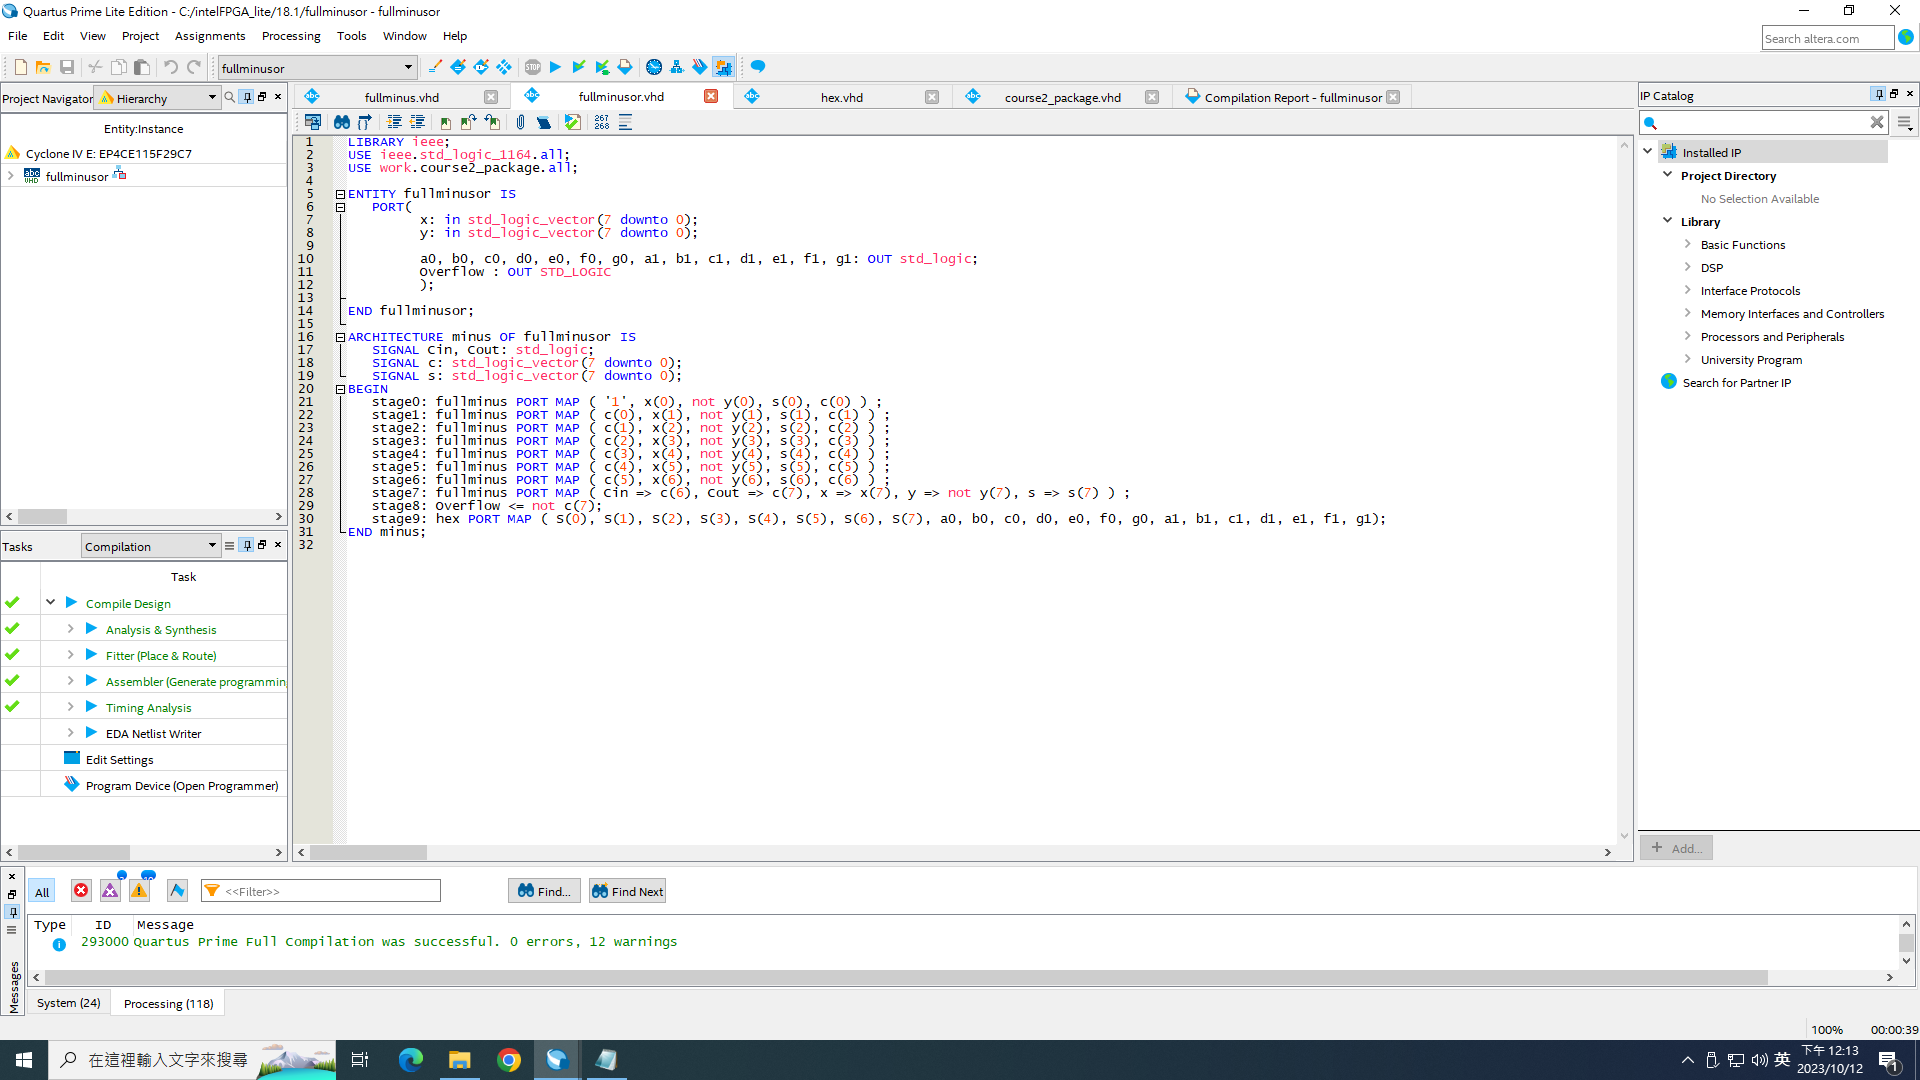 Quartus Prime Lite Edition - C:/intelFPGA_lite/18.1/fullminusor - fullminusor
File Edit View Project Assignments Processing Tools Window Help
Search altera.com
fullminusor
Project Navigator Hierarchy
Entity:Instance
Cyclone IV E: EP4CE115F29C7
fullminusor
fullminus.vhd fullminusor.vhd hex.vhd course2_package.vhd Compilation Report - fullminusor
267
268
1 LIBRARY ieee;
2 USE ieee.std_logic_1164.all;
3 USE work.course2_package.all;
4
5 ENTITY fullminusor IS
6 PORT(
7 x: in std_logic_vector(7 downto 0);
8 y: in std_logic_vector(7 downto 0);
9
10 a0, b0, c0, d0, e0, f0, g0, a1, b1, c1, d1, e1, f1, g1: OUT std_logic;
11 Overflow : OUT STD_LOGIC
12 );
13
14 END fullminusor;
15
16 ARCHITECTURE minus OF fullminusor IS
17 SIGNAL Cin, Cout: std_logic;
18 SIGNAL c: std_logic_vector(7 downto 0);
19 SIGNAL s: std_logic_vector(7 downto 0);
20 BEGIN
21 stage0: fullminus PORT MAP ( '1', x(0), not y(0), s(0), c(0) ) ;
22 stage1: fullminus PORT MAP ( c(0), x(1), not y(1), s(1), c(1) ) ;
23 stage2: fullminus PORT MAP ( c(1), x(2), not y(2), s(2), c(2) ) ;
24 stage3: fullminus PORT MAP ( c(2), x(3), not y(3), s(3), c(3) ) ;
25 stage4: fullminus PORT MAP ( c(3), x(4), not y(4), s(4), c(4) ) ;
26 stage5: fullminus PORT MAP ( c(4), x(5), not y(5), s(5), c(5) ) ;
27 stage6: fullminus PORT MAP ( c(5), x(6), not y(6), s(6), c(6) ) ;
28 stage7: fullminus PORT MAP ( Cin => c(6), Cout => c(7), x => x(7), y => not y(7), s => s(7) ) ;
29 stage8: Overflow <= not c(7);
30 stage9: hex PORT MAP ( S(0), S(1), S(2), S(3), S(4), S(5), S(6), S(7), a0, b0, c0, d0, e0, f0, g0, a1, b1, c1, d1, e1, f1, g1);
31 END minus;
32
IP Catalog
Installed IP
Project Directory
No Selection Available
Library
Basic Functions
DSP
Interface Protocols
Memory Interfaces and Controllers
Processors and Peripherals
University Program
Search for Partner IP
+ Add...
Tasks Compilation
Task
Compile Design
Analysis & Synthesis
Fitter (Place & Route)
Assembler (Generate programmin
Timing Analysis
EDA Netlist Writer
Edit Settings
Program Device (Open Programmer)
All <<Filter>> Find... Find Next
Type ID Message
293000 Quartus Prime Full Compilation was successful. 0 errors, 12 warnings
Messages
System (24) Processing (118)
100% 00:00:39
在這裡輸入文字來搜尋
英
下午 12:13
2023/10/12
1